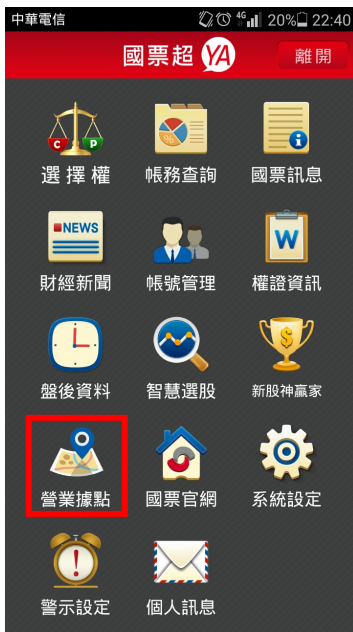 中華電信 4G 20% 22:40
國票超 YA 離開
C P
選擇權 帳務查詢 國票訊息
NEWS W
財經新聞 帳號管理 權證資訊
盤後資料 智慧選股 新股神贏家
營業據點 國票官網 系統設定
警示設定 個人訊息